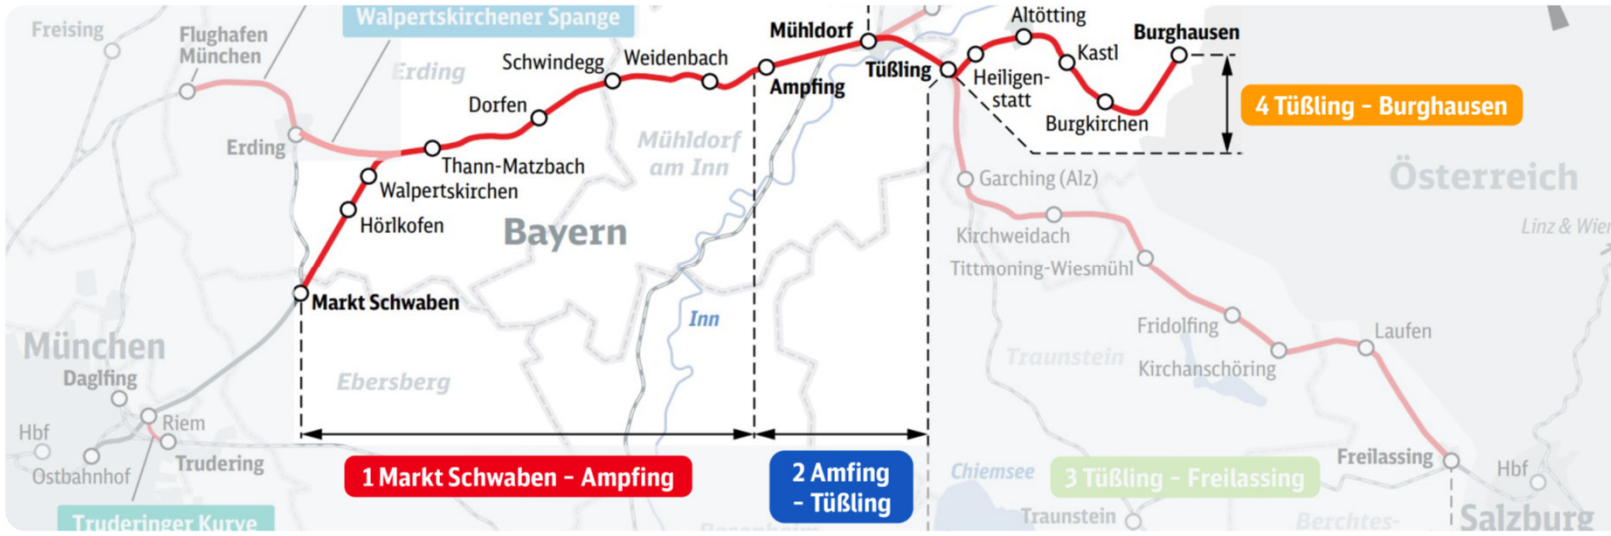 Walpertskirchener Spange
Freising
Flughafen
München
Erding
Erding
Schwindegg
Weidenbach
Dorfen
Mühldorf
Ampfing
Tüßling
Altötting
Heiligen-
statt
Kastl
Burghausen
Burgkirchen
4 Tüßling – Burghausen
Thann-Matzbach
Walpertskirchen
Hörlkofen
Mühldorf
am Inn
Bayern
Markt Schwaben
Inn
Garching (Alz)
Österreich
Kirchweidach
Linz & Wien
Tittmoning-Wiesmühl
Fridolfing
Laufen
Traunstein
Kirchanschöring
München
Daglfing
Ebersberg
Riem
Hbf
Trudering
Ostbahnhof
1 Markt Schwaben – Ampfing
2 Amfing
– Tüßling
Chiemsee
3 Tüßling – Freilassing
Freilassing
Hbf
Truderinger Kurve
Rosenheim
Traunstein
Berchtes-
Salzburg